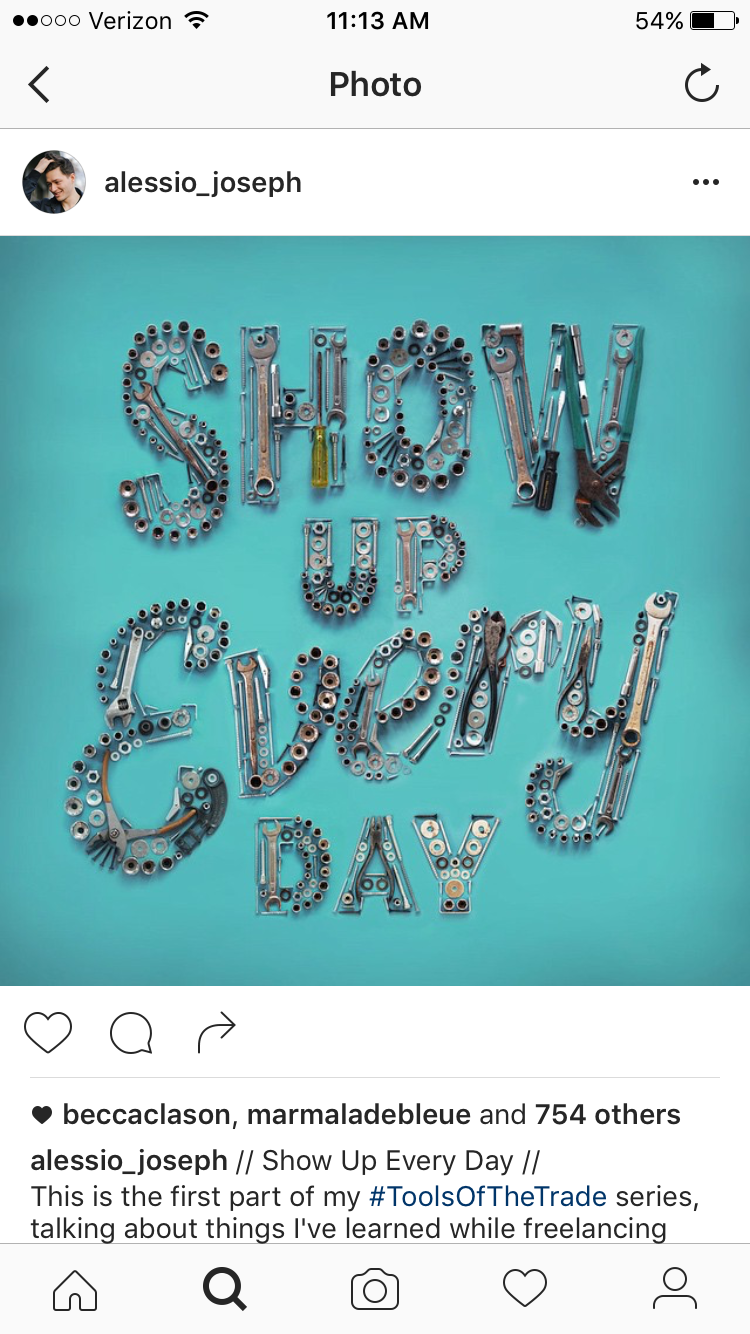 Verizon 11:13 AM 54%
Photo
alessio_joseph
SHOW
UP
Every
DAY
beccaclason, marmaladebleue and 754 others
alessio_joseph // Show Up Every Day //
This is the first part of my #ToolsOfTheTrade series,
talking about things I've learned while freelancing